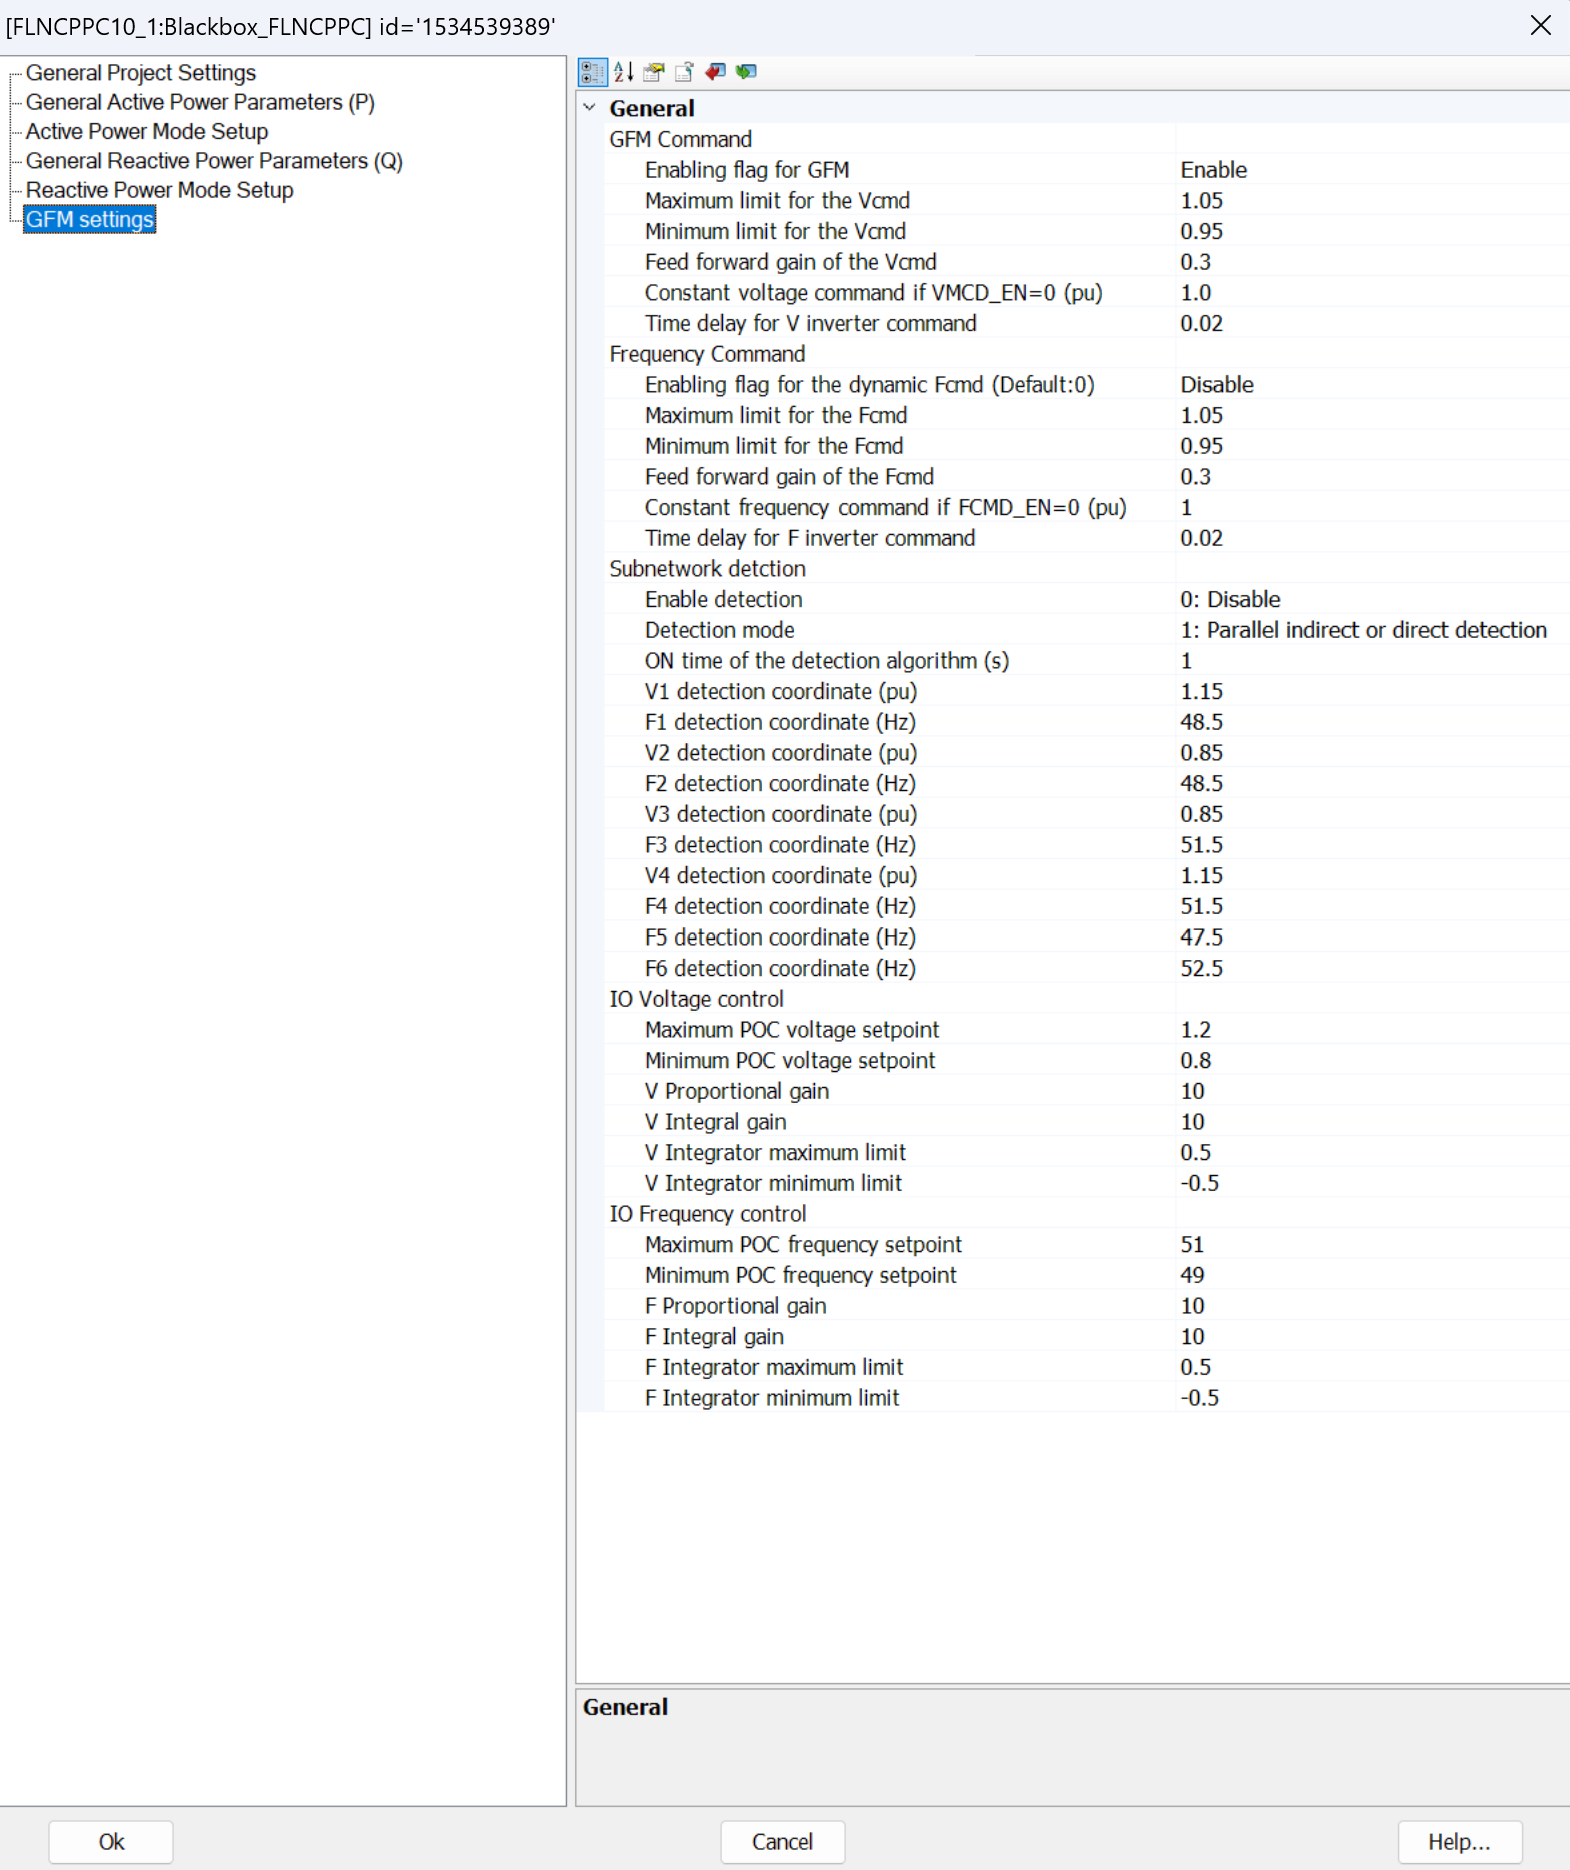 [FLNCPPC10_1:Blackbox_FLNCPPC] id='1534539389'
General Project Settings
General Active Power Parameters (P)
Active Power Mode Setup
General Reactive Power Parameters (Q)
Reactive Power Mode Setup
GFM settings
General
GFM Command
Enabling flag for GFM Enable
Maximum limit for the Vcmd 1.05
Minimum limit for the Vcmd 0.95
Feed forward gain of the Vcmd 0.3
Constant voltage command if VMCD_EN=0 (pu) 1.0
Time delay for V inverter command 0.02
Frequency Command
Enabling flag for the dynamic Fcmd (Default:0) Disable
Maximum limit for the Fcmd 1.05
Minimum limit for the Fcmd 0.95
Feed forward gain of the Fcmd 0.3
Constant frequency command if FCMD_EN=0 (pu) 1
Time delay for F inverter command 0.02
Subnetwork detction
Enable detection 0: Disable
Detection mode 1: Parallel indirect or direct detection
ON time of the detection algorithm (s) 1
V1 detection coordinate (pu) 1.15
F1 detection coordinate (Hz) 48.5
V2 detection coordinate (pu) 0.85
F2 detection coordinate (Hz) 48.5
V3 detection coordinate (pu) 0.85
F3 detection coordinate (Hz) 51.5
V4 detection coordinate (pu) 1.15
F4 detection coordinate (Hz) 51.5
F5 detection coordinate (Hz) 47.5
F6 detection coordinate (Hz) 52.5
IO Voltage control
Maximum POC voltage setpoint 1.2
Minimum POC voltage setpoint 0.8
V Proportional gain 10
V Integral gain 10
V Integrator maximum limit 0.5
V Integrator minimum limit -0.5
IO Frequency control
Maximum POC frequency setpoint 51
Minimum POC frequency setpoint 49
F Proportional gain 10
F Integral gain 10
F Integrator maximum limit 0.5
F Integrator minimum limit -0.5
General
Ok
Cancel
Help...